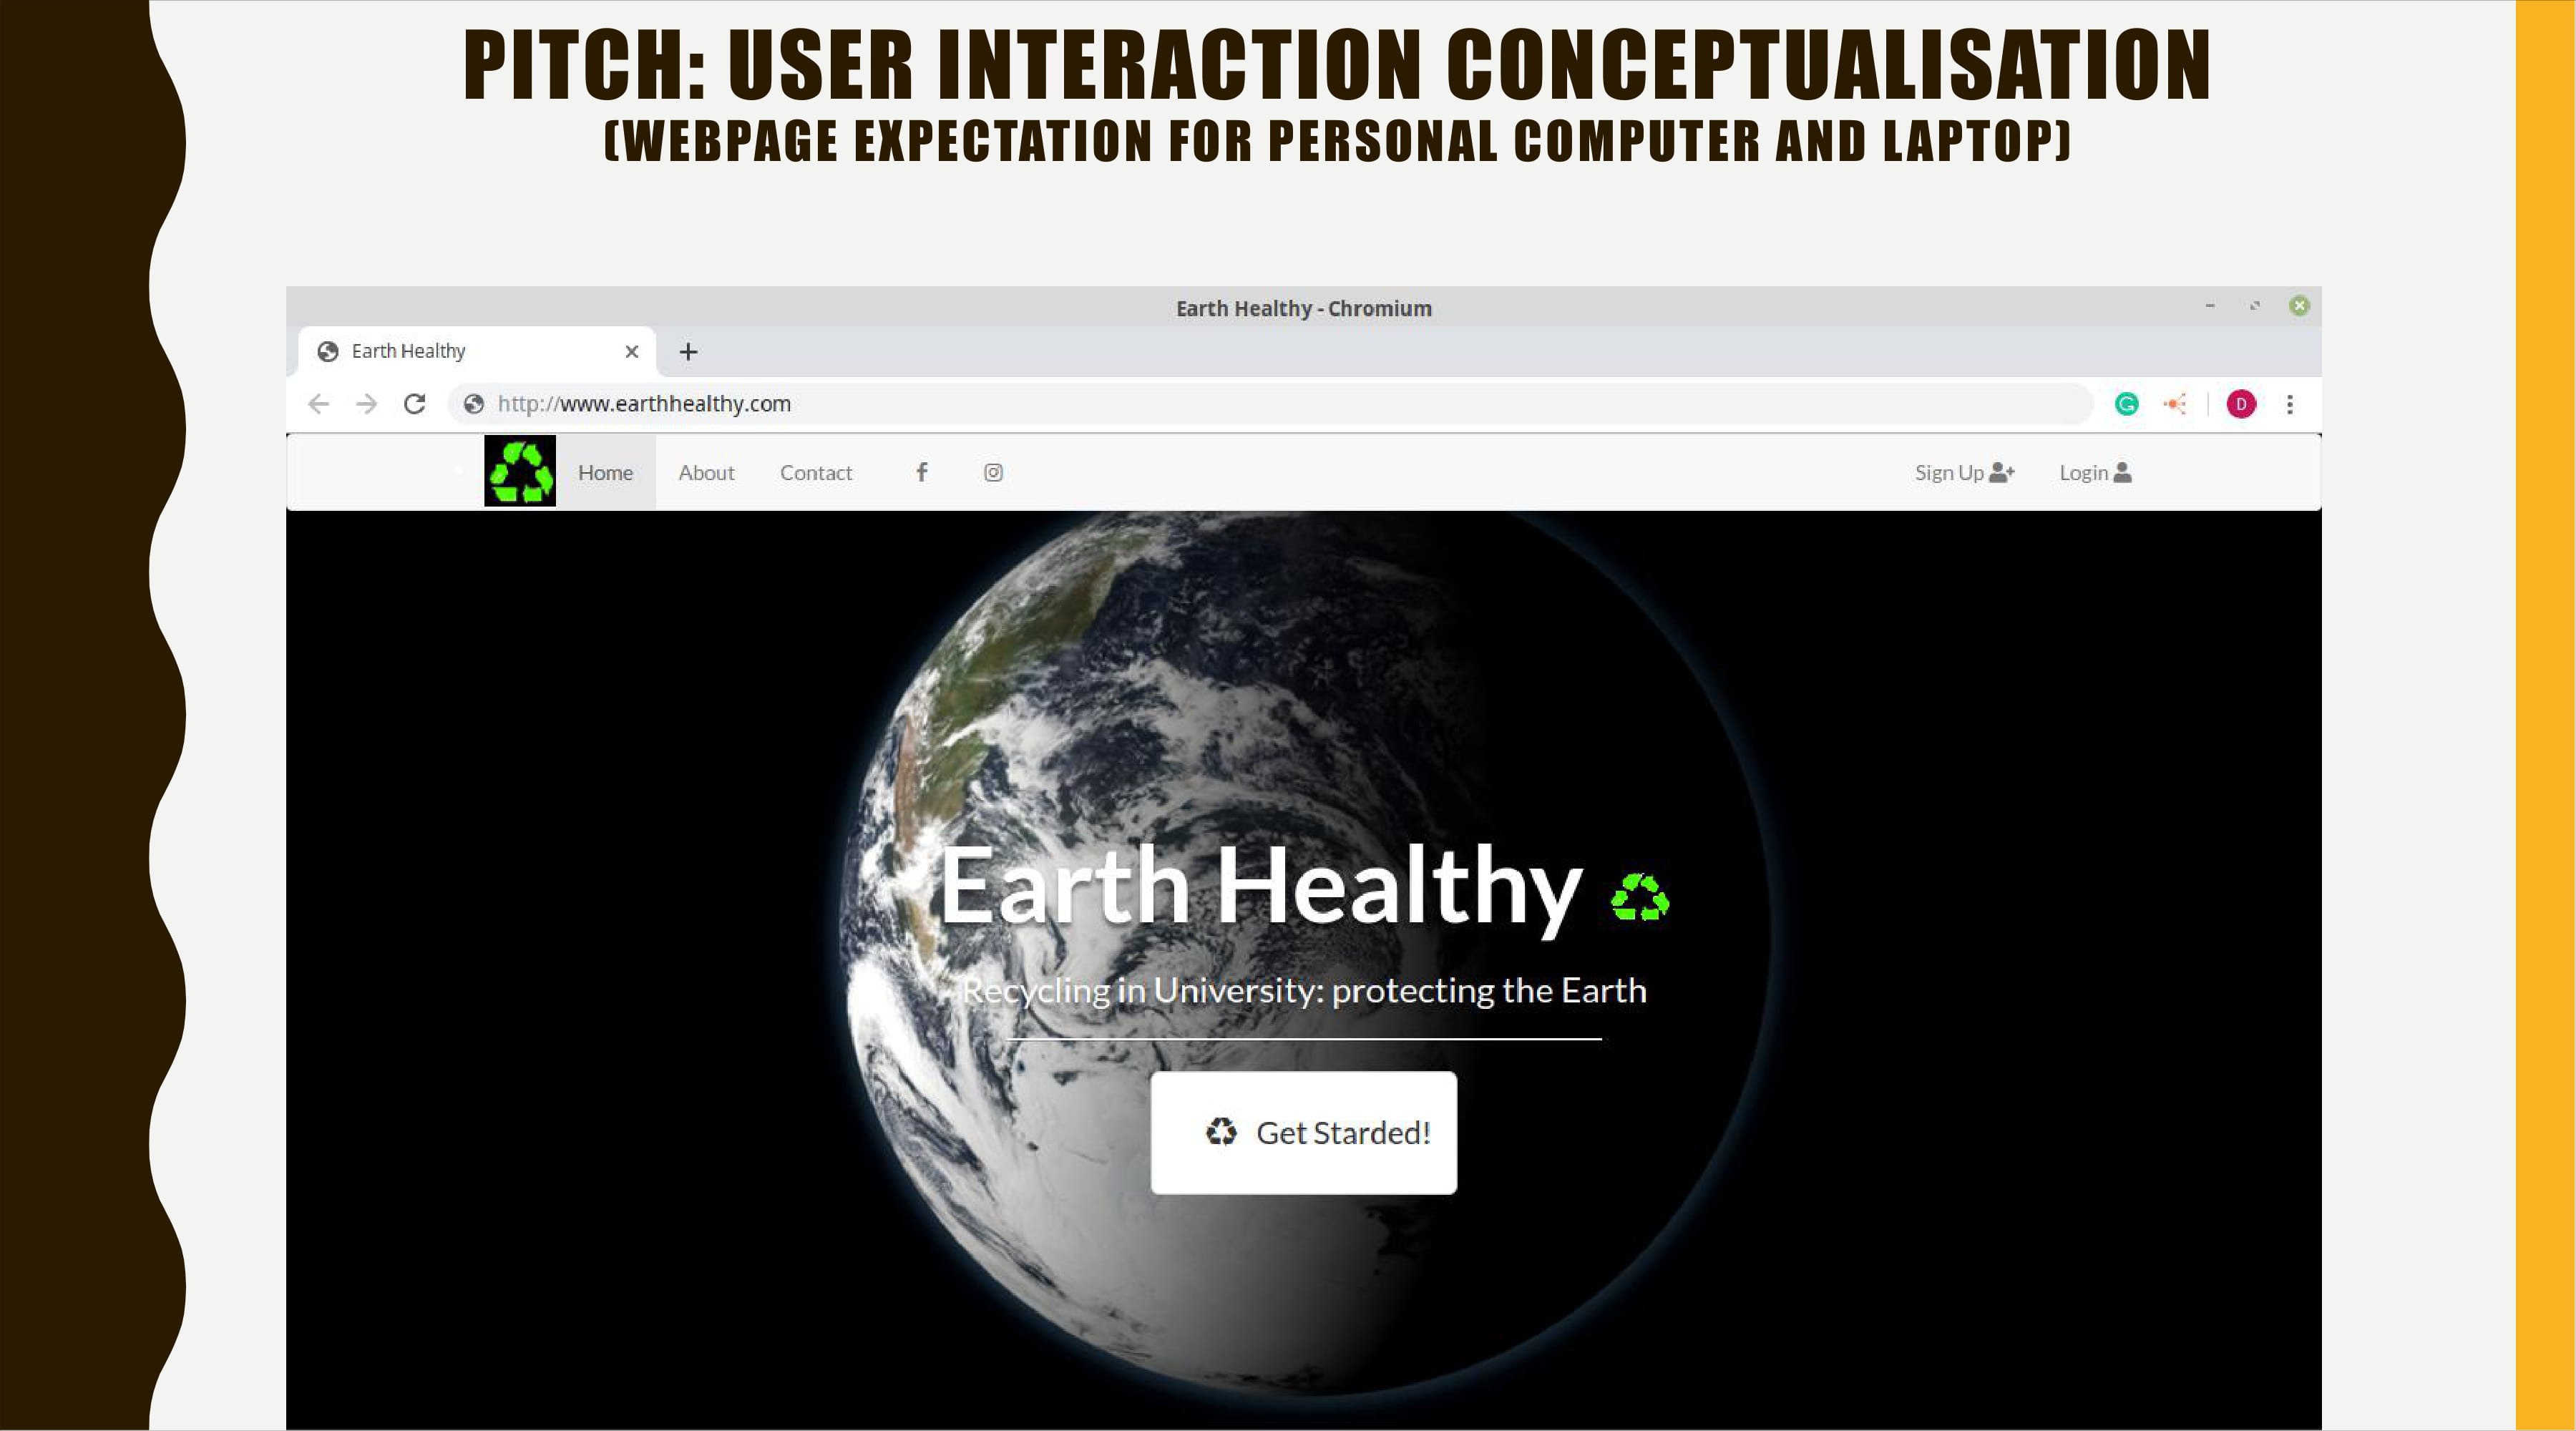 PITCH: USER INTERACTION CONCEPTUALISATION
(WEBPAGE EXPECTATION FOR PERSONAL COMPUTER AND LAPTOP)
Earth Healthy - Chromium
Earth Healthy
http://www.earthhealthy.com
D
Home About Contact Sign Up Login
Earth Healthy
Recycling in University: protecting the Earth
Get Starded!